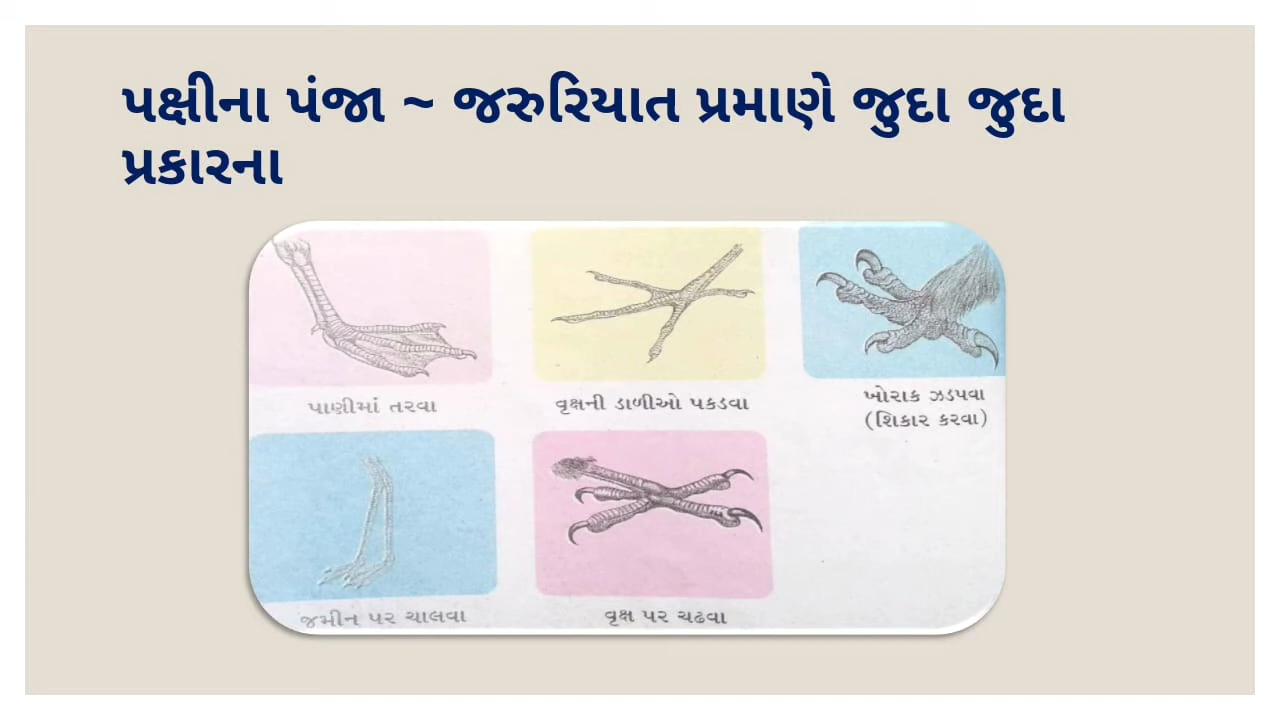 પક્ષીના પંજા ~ જરુરિયાત પ્રમાણે જુદા જુદા
પ્રકારના
પાણીમાં તરવા
વૃક્ષની ડાળીઓ પકડવા
ખોરાક ઝડપવા
(શિકાર કરવા)
જમીન પર ચાલવા
વૃક્ષ પર ચઢવા